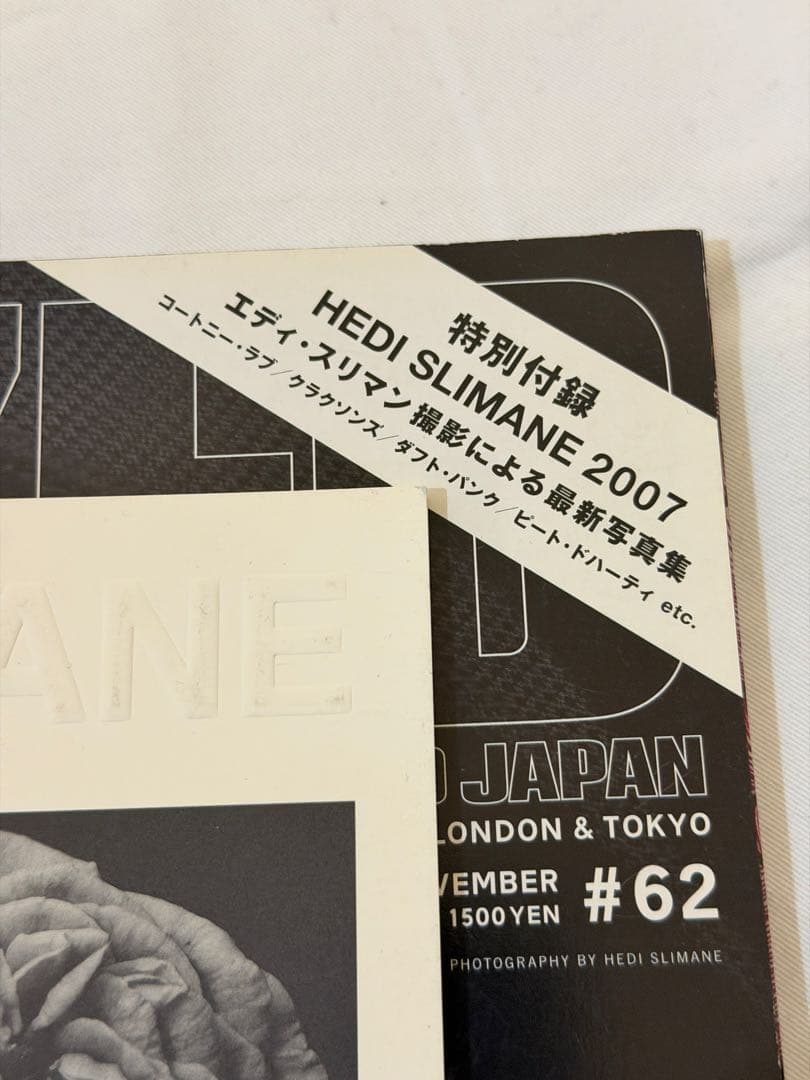 特別付録
HEDI SLIMANE 2007
エディ・スリマン撮影による最新写真集
コートニー・ラブ／クラクソンズ／ダフト・パンク／ピート・ドハーティ etc.
ANE
JAPAN
LONDON & TOKYO
VEMBER
1500 YEN
#62
PHOTOGRAPHY BY HEDI SLIMANE